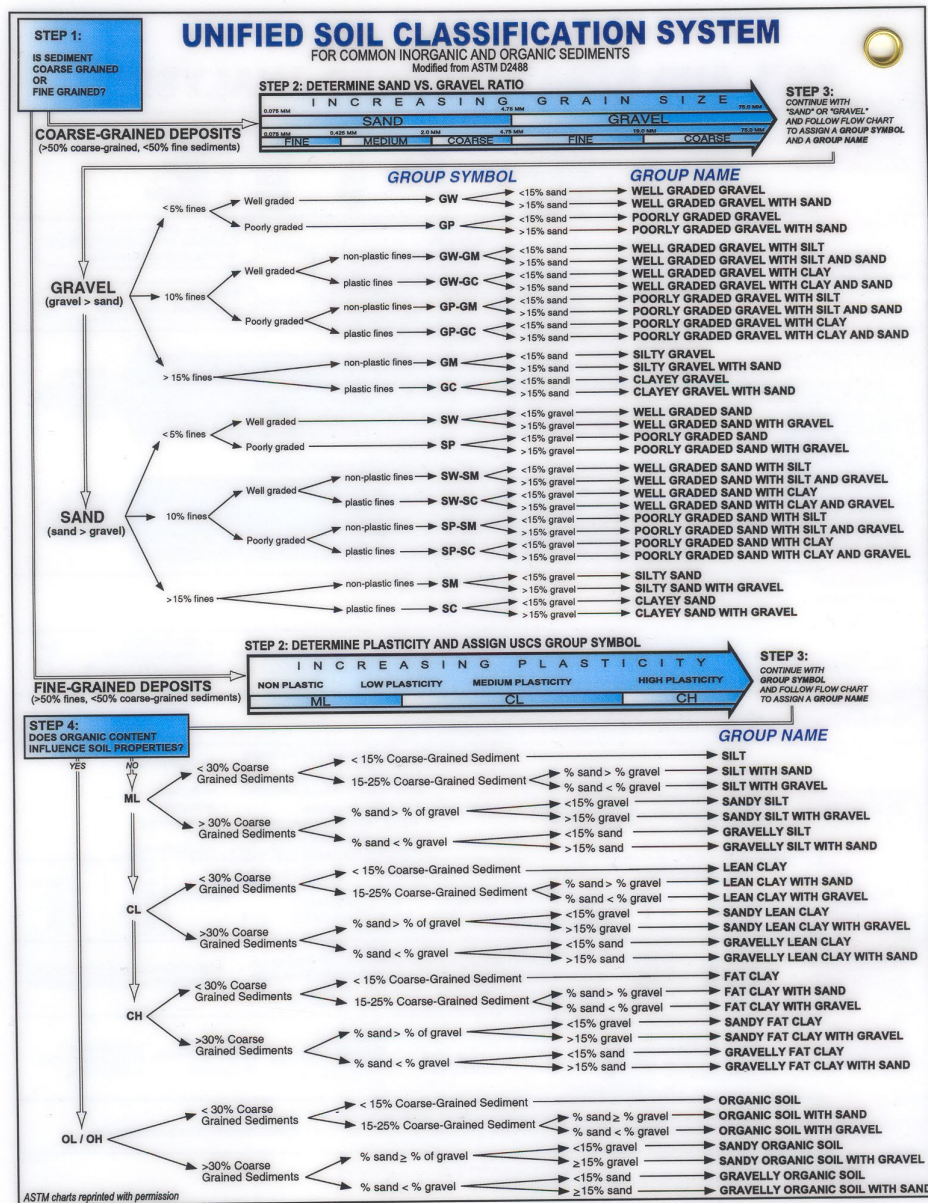 STEP 1:
IS SEDIMENT
COARSE GRAINED
OR
FINE GRAINED?
UNIFIED SOIL CLASSIFICATION SYSTEM
FOR COMMON INORGANIC AND ORGANIC SEDIMENTS
Modified from ASTM D2488
STEP 2: DETERMINE SAND VS. GRAVEL RATIO
0.075 MM 4.75 MM 75.0 MM
INCREASING GRAIN SIZE
SAND GRAVEL
0.075 MM 0.425 MM 2.0 MM 4.75 MM 19.0 MM 75.0 MM
FINE MEDIUM COARSE FINE COARSE
STEP 3:
CONTINUE WITH
"SAND" OR "GRAVEL"
AND FOLLOW FLOW CHART
TO ASSIGN A GROUP SYMBOL
AND A GROUP NAME
COARSE-GRAINED DEPOSITS
(>50% coarse-grained, <50% fine sediments)
GROUP SYMBOL GROUP NAME
GRAVEL
(gravel > sand)
<5% fines
Well graded GW <15% sand WELL GRADED GRAVEL
>15% sand WELL GRADED GRAVEL WITH SAND
Poorly graded GP <15% sand POORLY GRADED GRAVEL
>15% sand POORLY GRADED GRAVEL WITH SAND
10% fines
Well graded non-plastic fines GW-GM <15% sand WELL GRADED GRAVEL WITH SILT
>15% sand WELL GRADED GRAVEL WITH SILT AND SAND
plastic fines GW-GC <15% sand WELL GRADED GRAVEL WITH CLAY
>15% sand WELL GRADED GRAVEL WITH CLAY AND SAND
Poorly graded non-plastic fines GP-GM <15% sand POORLY GRADED GRAVEL WITH SILT
>15% sand POORLY GRADED GRAVEL WITH SILT AND SAND
plastic fines GP-GC <15% sand POORLY GRADED GRAVEL WITH CLAY
>15% sand POORLY GRADED GRAVEL WITH CLAY AND SAND
> 15% fines
non-plastic fines GM <15% sand SILTY GRAVEL
>15% sand SILTY GRAVEL WITH SAND
plastic fines GC <15% sandl CLAYEY GRAVEL
>15% sand CLAYEY GRAVEL WITH SAND
SAND
(sand > gravel)
<5% fines
Well graded SW <15% gravel WELL GRADED SAND
>15% gravel WELL GRADED SAND WITH GRAVEL
Poorly graded SP <15% gravel POORLY GRADED SAND
>15% gravel POORLY GRADED SAND WITH GRAVEL
10% fines
Well graded non-plastic fines SW-SM <15% gravel WELL GRADED SAND WITH SILT
>15% gravel WELL GRADED SAND WITH SILT AND GRAVEL
plastic fines SW-SC <15% gravel WELL GRADED SAND WITH CLAY
>15% gravel WELL GRADED SAND WITH CLAY AND GRAVEL
Poorly graded non-plastic fines SP-SM <15% gravel POORLY GRADED SAND WITH SILT
>15% gravel POORLY GRADED SAND WITH SILT AND GRAVEL
plastic fines SP-SC <15% gravel POORLY GRADED SAND WITH CLAY
>15% gravel POORLY GRADED SAND WITH CLAY AND GRAVEL
>15% fines
non-plastic fines SM <15% gravel SILTY SAND
>15% gravel SILTY SAND WITH GRAVEL
plastic fines SC <15% gravel CLAYEY SAND
>15% gravel CLAYEY SAND WITH GRAVEL
STEP 2: DETERMINE PLASTICITY AND ASSIGN USCS GROUP SYMBOL
INCREASING PLASTICITY
NON PLASTIC LOW PLASTICITY MEDIUM PLASTICITY HIGH PLASTICITY
ML CL CH
STEP 3:
CONTINUE WITH
GROUP SYMBOL
AND FOLLOW FLOW CHART
TO ASSIGN A GROUP NAME
FINE-GRAINED DEPOSITS
(>50% fines, <50% coarse-grained sediments)
STEP 4:
DOES ORGANIC CONTENT
INFLUENCE SOIL PROPERTIES?
YES NO
GROUP NAME
ML
< 30% Coarse
Grained Sediments
< 15% Coarse-Grained Sediment SILT
15-25% Coarse-Grained Sediment % sand > % gravel SILT WITH SAND
% sand < % gravel SILT WITH GRAVEL
> 30% Coarse
Grained Sediments
% sand > % of gravel <15% gravel SANDY SILT
>15% gravel SANDY SILT WITH GRAVEL
% sand < % gravel <15% sand GRAVELLY SILT
>15% sand GRAVELLY SILT WITH SAND
CL
<30% Coarse
Grained Sediments
< 15% Coarse-Grained Sediment LEAN CLAY
15-25% Coarse-Grained Sediment % sand > % gravel LEAN CLAY WITH SAND
% sand < % gravel LEAN CLAY WITH GRAVEL
>30% Coarse
Grained Sediments
% sand > % of gravel <15% gravel SANDY LEAN CLAY
>15% gravel SANDY LEAN CLAY WITH GRAVEL
% sand < % gravel <15% sand GRAVELLY LEAN CLAY
>15% sand GRAVELLY LEAN CLAY WITH SAND
CH
< 30% Coarse
Grained Sediments
< 15% Coarse-Grained Sediment FAT CLAY
15-25% Coarse-Grained Sediment % sand > % gravel FAT CLAY WITH SAND
% sand < % gravel FAT CLAY WITH GRAVEL
>30% Coarse
Grained Sediments
% sand > % of gravel <15% gravel SANDY FAT CLAY
>15% gravel SANDY FAT CLAY WITH GRAVEL
% sand < % gravel <15% sand GRAVELLY FAT CLAY
>15% sand GRAVELLY FAT CLAY WITH SAND
OL / OH
< 30% Coarse
Grained Sediments
< 15% Coarse-Grained Sediment ORGANIC SOIL
15-25% Coarse-Grained Sediment % sand ≥ % gravel ORGANIC SOIL WITH SAND
% sand < % gravel ORGANIC SOIL WITH GRAVEL
>30% Coarse
Grained Sediments
% sand ≥ % of gravel <15% gravel SANDY ORGANIC SOIL
≥15% gravel SANDY ORGANIC SOIL WITH GRAVEL
% sand < % gravel <15% sand GRAVELLY ORGANIC SOIL
≥15% sand GRAVELLY ORGANIC SOIL WITH SAND
ASTM charts reprinted with permission